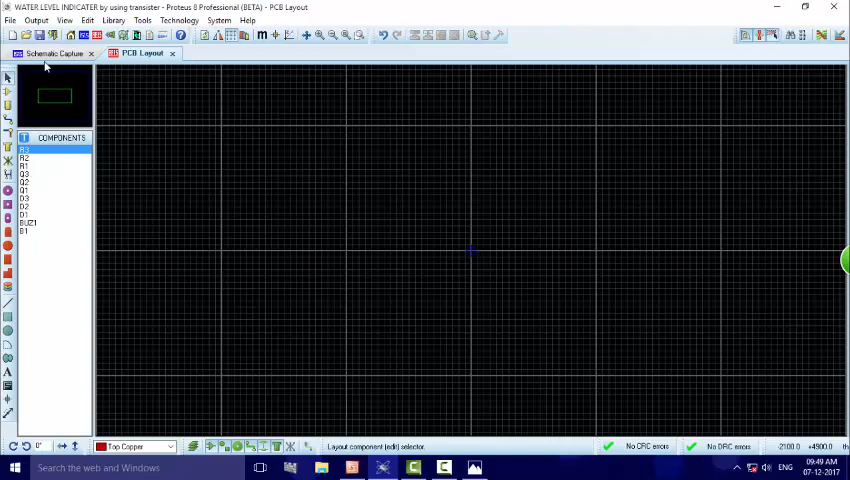 WATER LEVEL INDICATER by using transister - Proteus 8 Professional (BETA) - PCB Layout
File Output View Edit Library Tools Technology System Help
Schematic Capture PCB Layout
COMPONENTS
R3
R2
R1
Q3
Q2
Q1
D3
D2
D1
BUZ1
B1
0° Top Copper Layout component (edit) selector. No CRC errors No DRC errors -2100.0 +4900.0 th
Search the web and Windows
ENG
09:49 AM
07-12-2017